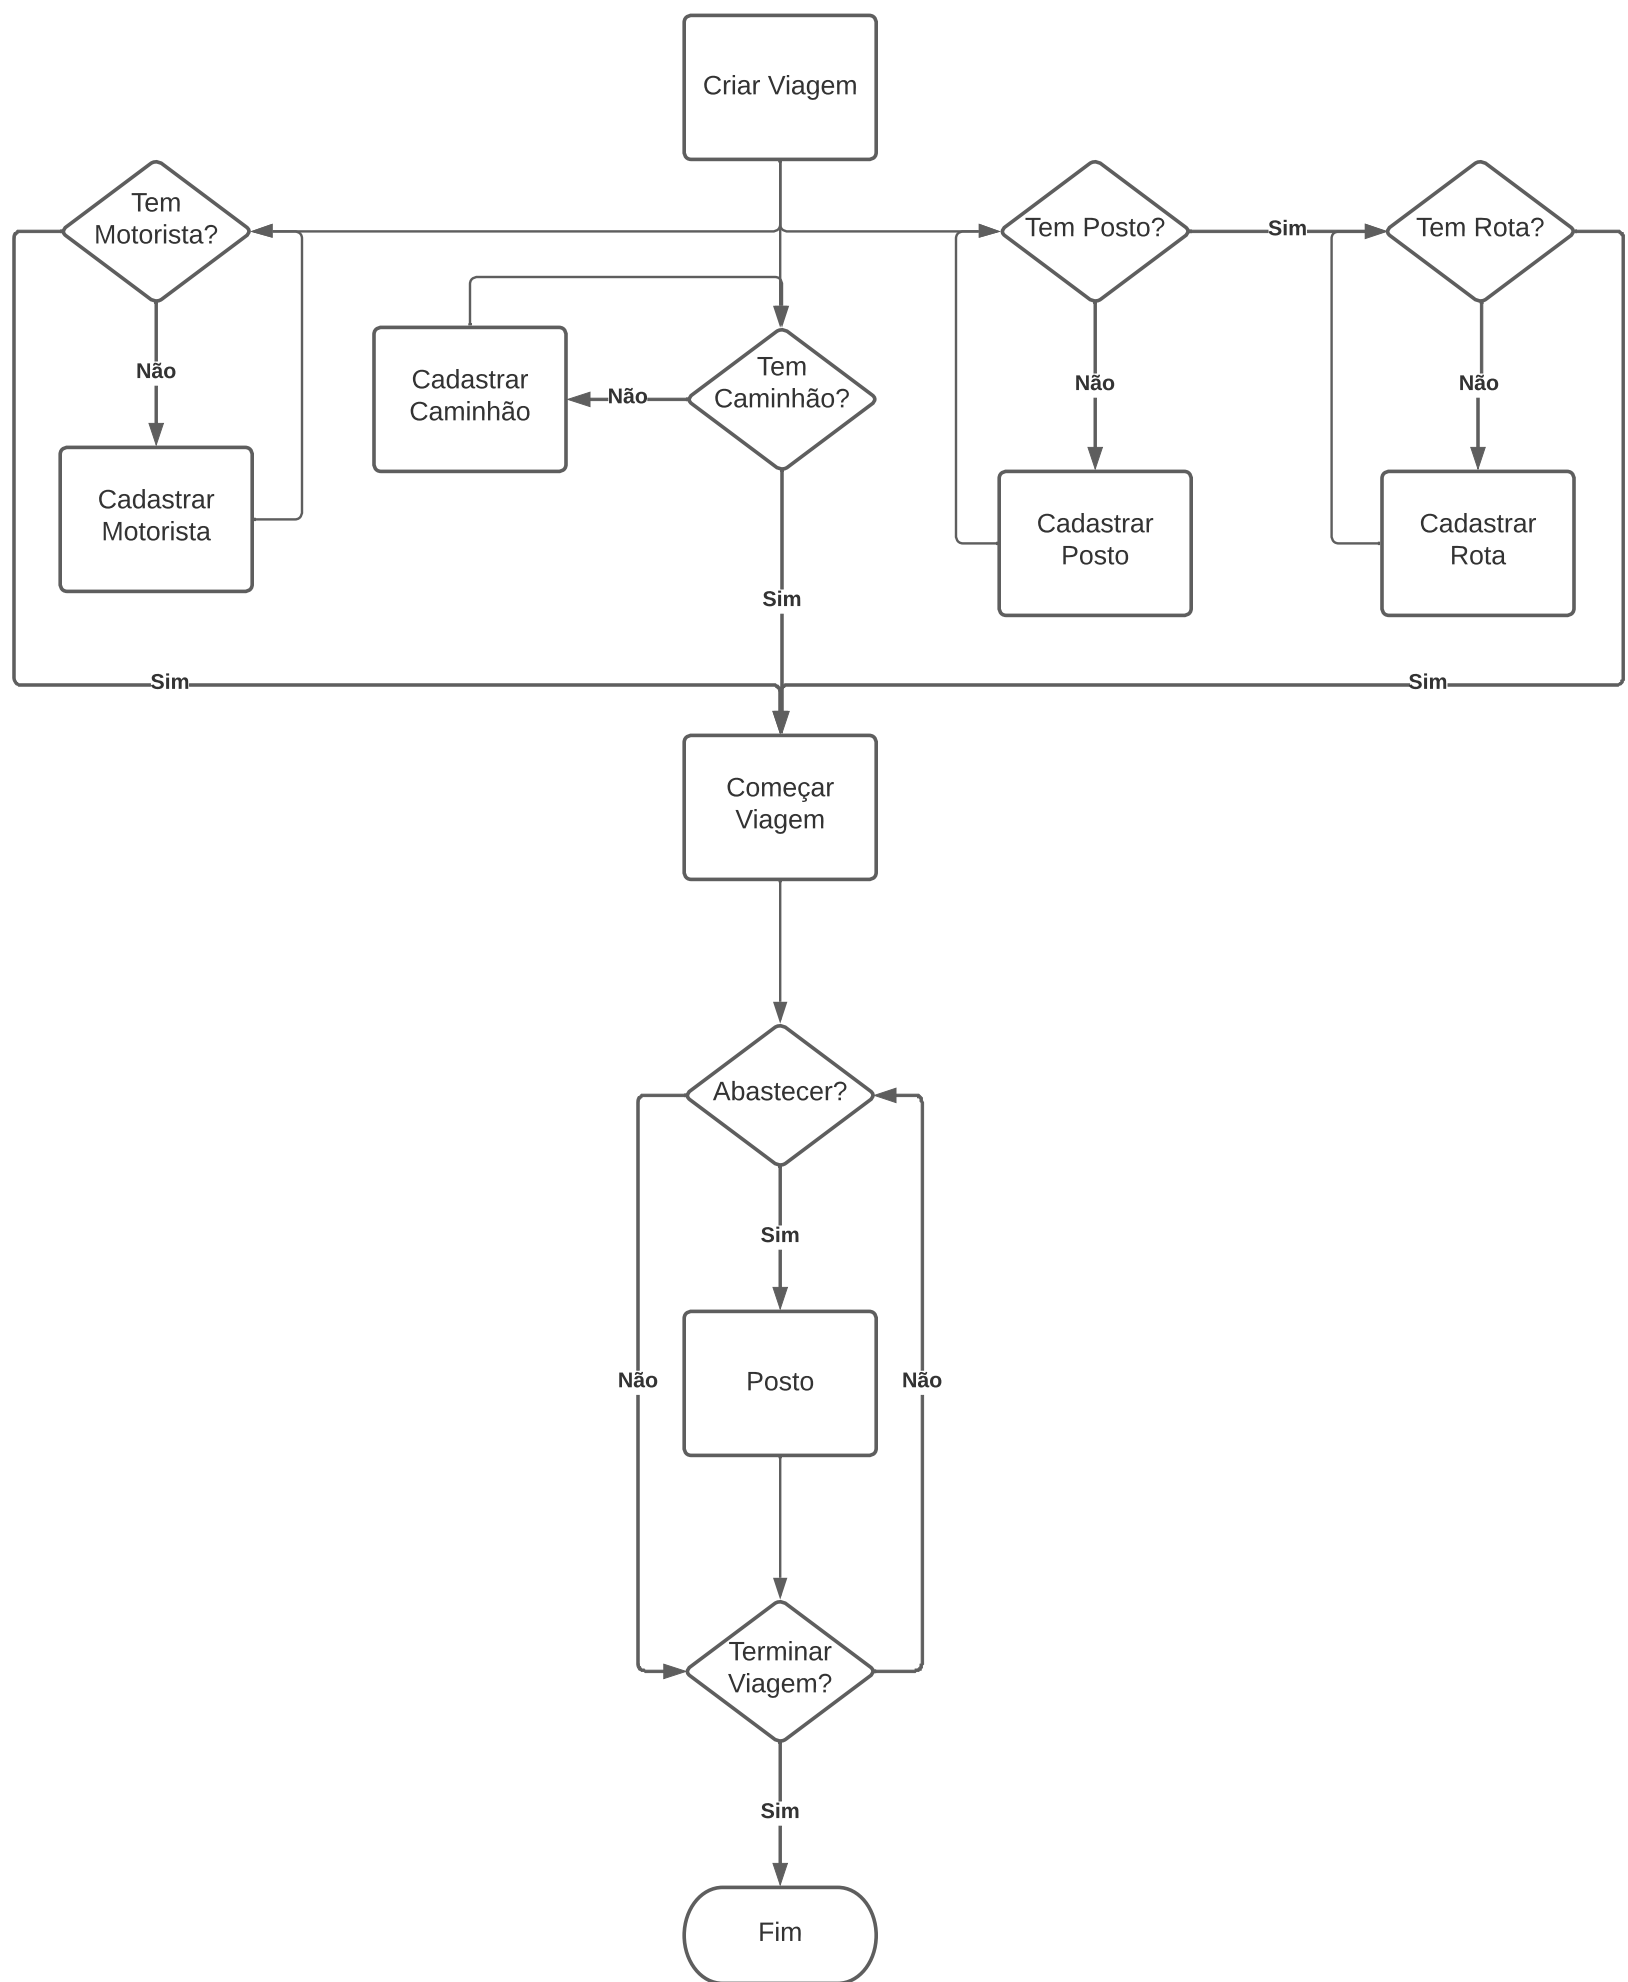 Criar Viagem
Tem
Motorista?
Tem Posto?
Sim
Tem Rota?
Não
Cadastrar
Caminhão
Não
Tem
Caminhão?
Não
Não
Cadastrar
Motorista
Cadastrar
Posto
Cadastrar
Rota
Sim
Sim
Sim
Começar
Viagem
Abastecer?
Sim
Não
Posto
Não
Terminar
Viagem?
Sim
Fim